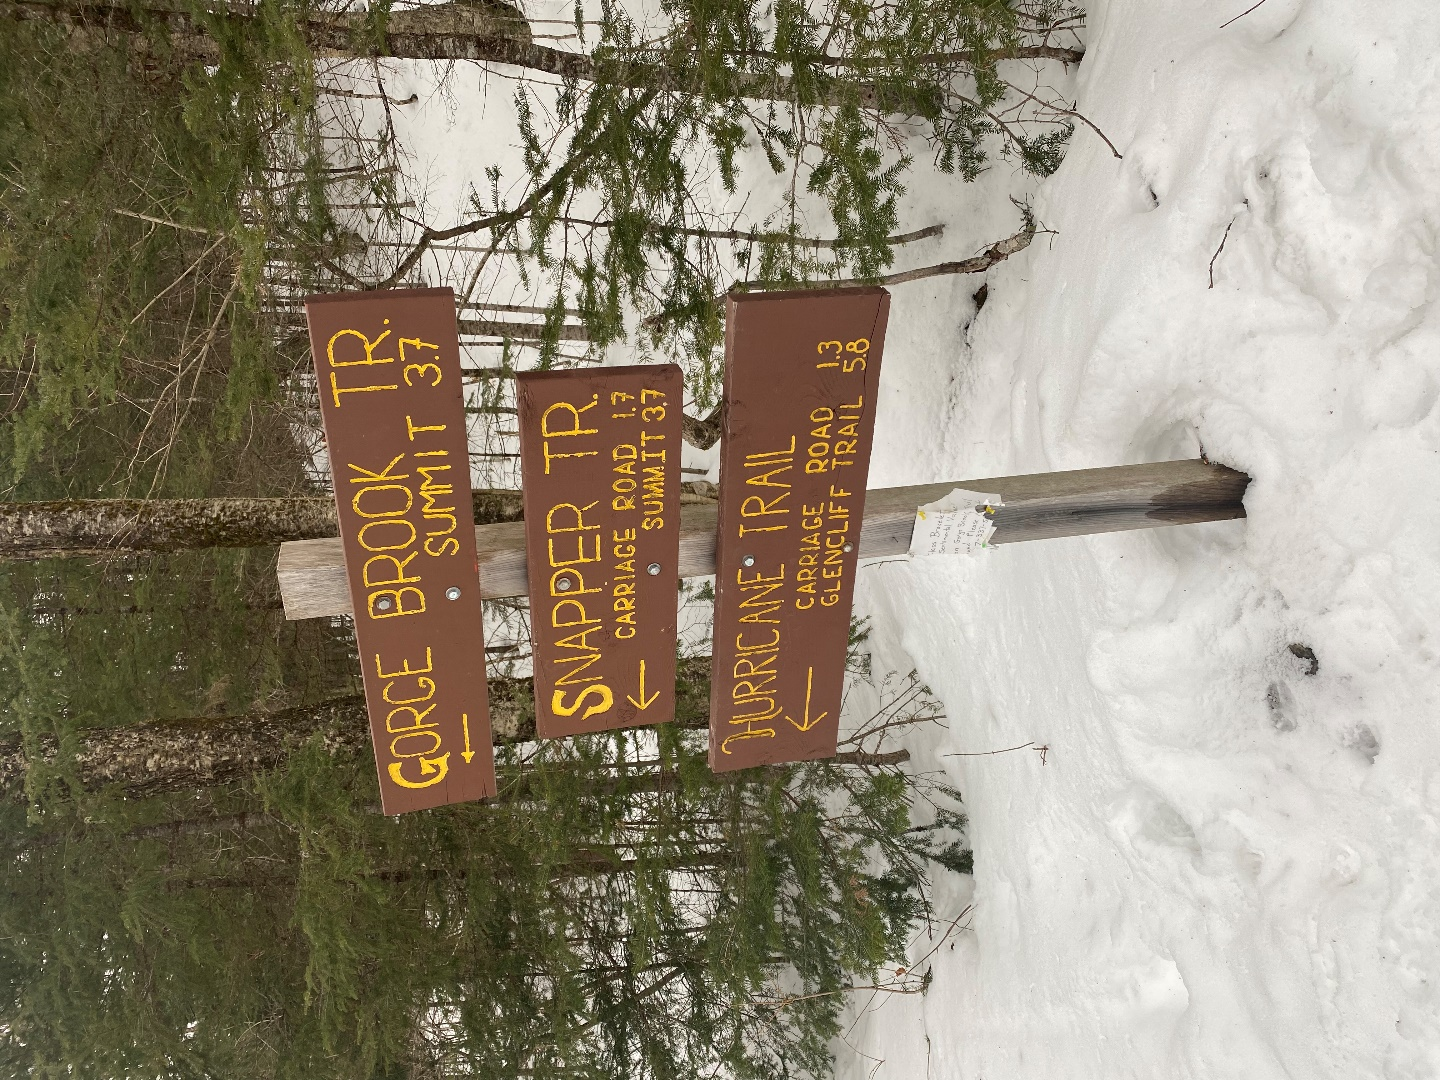 GORGE BROOK TR.
← SUMMIT 3.7
SNAPPER TR.
← CARRIAGE ROAD 1.7
SUMMIT 3.7
HURRICANE TRAIL
← CARRIAGE ROAD 1.3
GLENCLIFF TRAIL 5.8